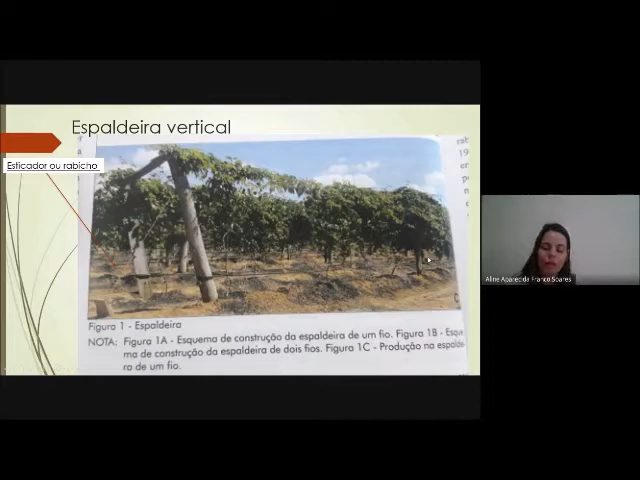 Espaldeira vertical
Esticador ou rabicho
Figura 1 - Espaldeira
NOTA: Figura 1A - Esquema de construção da espaldeira de um fio. Figura 1B - Esque
ma de construção da espaldeira de dois fios. Figura 1C - Produção na espalde-
ra de um fio.
Aline Aparecida Franco Soares